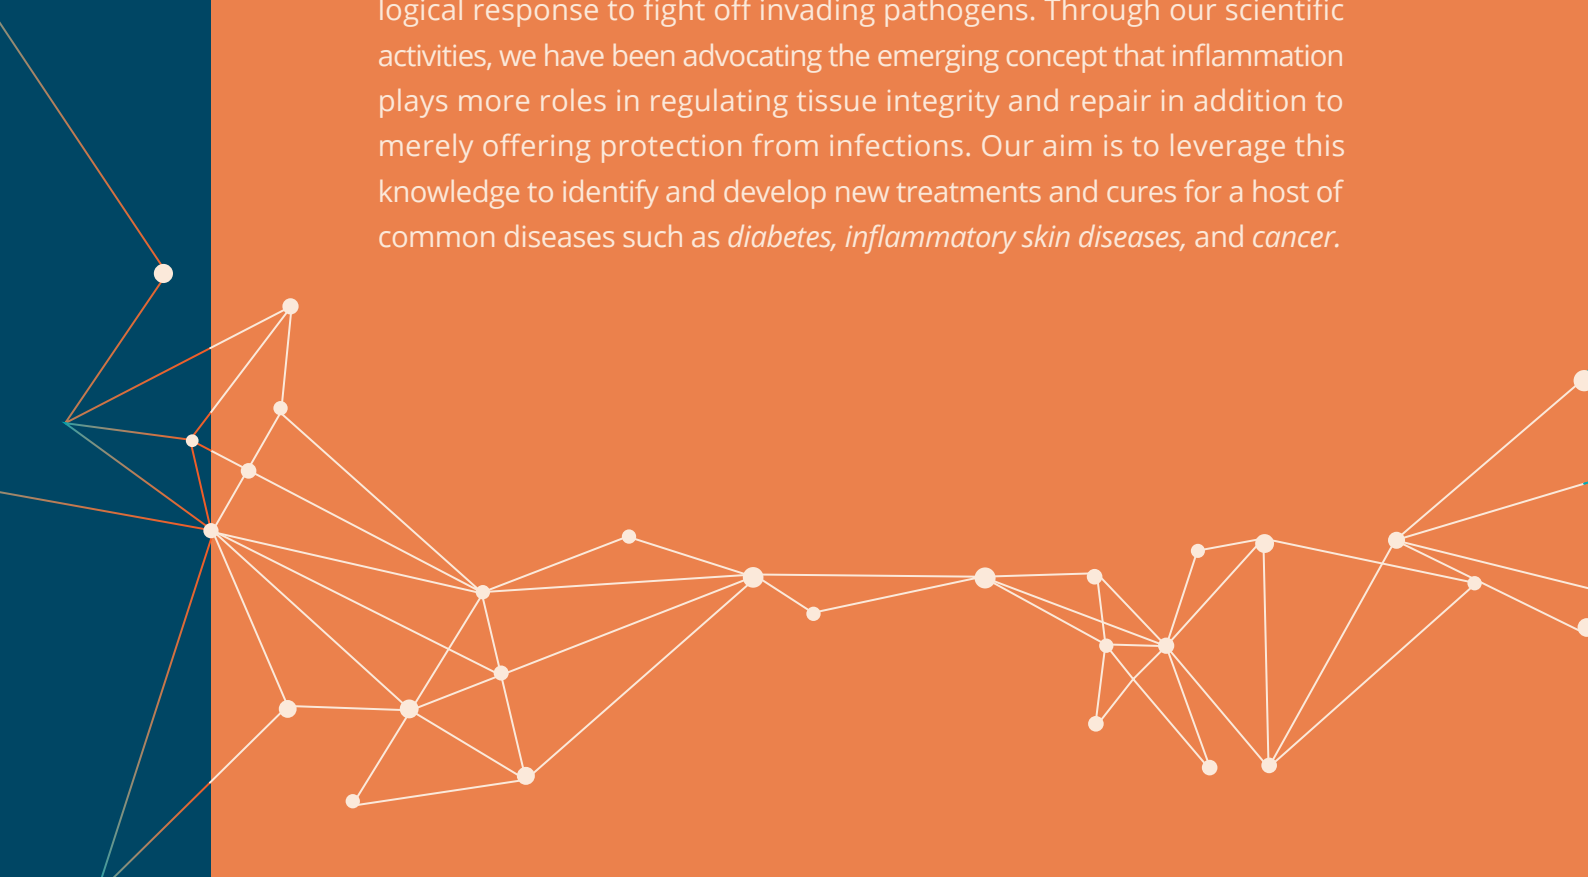 logical response to fight off invading pathogens. Through our scientific
activities, we have been advocating the emerging concept that inflammation
plays more roles in regulating tissue integrity and repair in addition to
merely offering protection from infections. Our aim is to leverage this
knowledge to identify and develop new treatments and cures for a host of
common diseases such as diabetes, inflammatory skin diseases, and cancer.